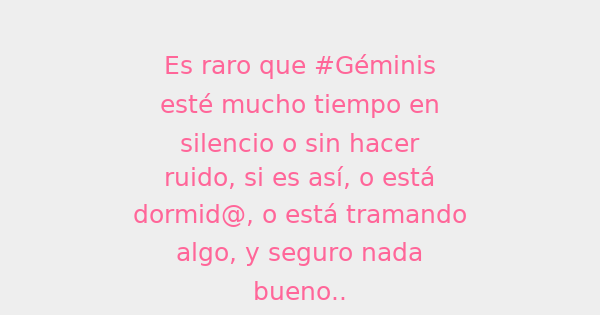 Es raro que #Géminis
esté mucho tiempo en
silencio o sin hacer
ruido, si es así, o está
dormid@, o está tramando
algo, y seguro nada
bueno..